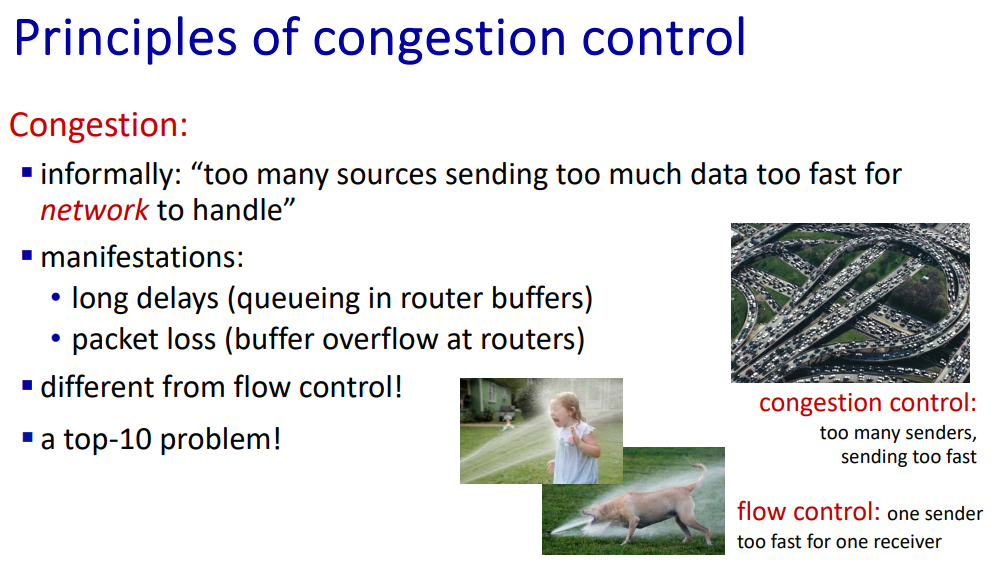 Principles of congestion control
Congestion:
▪ informally: “too many sources sending too much data too fast for
network to handle”
▪ manifestations:
• long delays (queueing in router buffers)
• packet loss (buffer overflow at routers)
▪ different from flow control!
▪ a top-10 problem!
congestion control:
too many senders,
sending too fast
flow control: one sender
too fast for one receiver